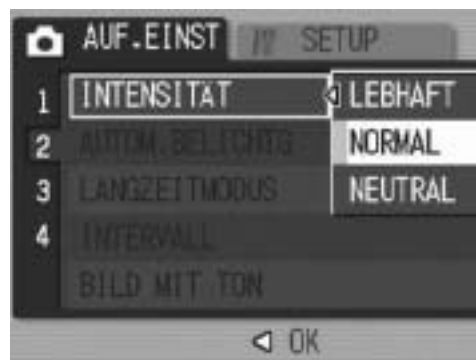 AUF.EINST SETUP
1 INTENSITÄT LEBHAFT
2 AUTOM.BELICHTG NORMAL
3 LANGZEITMODUS NEUTRAL
4 INTERVALL
BILD MIT TON
OK